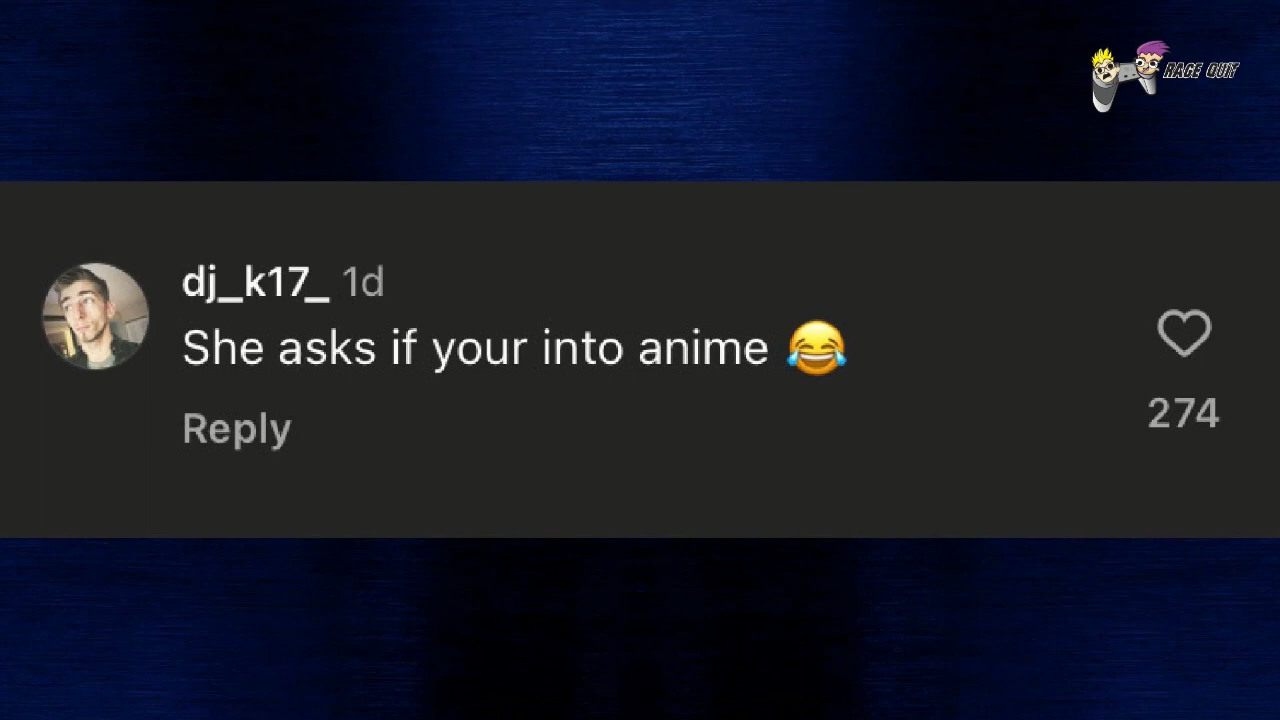 RAGE QUIT
dj_k17_ 1d
She asks if your into anime 😂
274
Reply